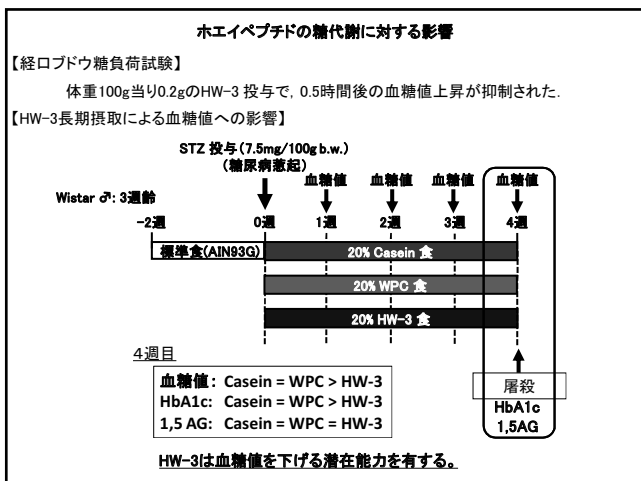 ホエイペプチドの糖代謝に対する影響
【経口ブドウ糖負荷試験】
体重100g当り0.2gのHW-3 投与で, 0.5時間後の血糖値上昇が抑制された.
【HW-3長期摂取による血糖値への影響】
STZ 投与(7.5mg/100g b.w.)
(糖尿病惹起)
血糖値 血糖値 血糖値 血糖値
Wistar ♂: 3週齢
-2週 0週 1週 2週 3週 4週
標準食(AIN93G) 20% Casein 食
20% WPC 食
20% HW-3 食
4週目
血糖値: Casein = WPC > HW-3
HbA1c: Casein = WPC > HW-3
1,5 AG: Casein = WPC = HW-3
屠殺
HbA1c
1,5AG
HW-3は血糖値を下げる潜在能力を有する。